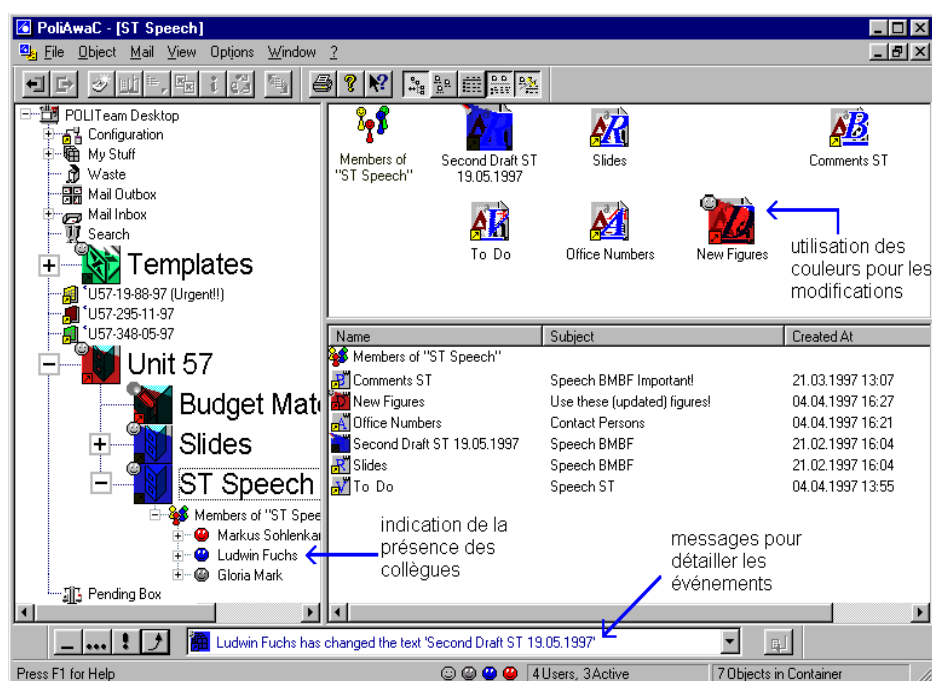 PoliAwaC - [ST Speech]
File Object Mail View Options Window ?
POLITeam Desktop
Configuration
My Stuff
Waste
Mail Outbox
Mail Inbox
Search
Templates
U57-19-88-97 (Urgent!!)
U57-295-11-97
U57-348-05-97
Unit 57
Budget Mat
Slides
ST Speech
Members of "ST Spee
Markus Sohlenka
Ludwin Fuchs
Gloria Mark
Pending Box
Members of
"ST Speech"
Second Draft ST
19.05.1997
Slides
Comments ST
To Do
Office Numbers
New Figures
utilisation des
couleurs pour les
modifications
Name Subject Created At
Members of "ST Speech"
Comments ST Speech BMBF Important! 21.03.1997 13:07
New Figures Use these (updated) figures! 04.04.1997 16:27
Office Numbers Contact Persons 04.04.1997 16:21
Second Draft ST 19.05.1997 Speech BMBF 21.02.1997 16:04
Slides Speech BMBF 21.02.1997 16:04
To Do Speech ST 04.04.1997 13:55
indication de la
présence des
collègues
messages pour
détailler les
événements
Ludwin Fuchs has changed the text 'Second Draft ST 19.05.1997'
Press F1 for Help
4 Users, 3 Active
7 Objects in Container